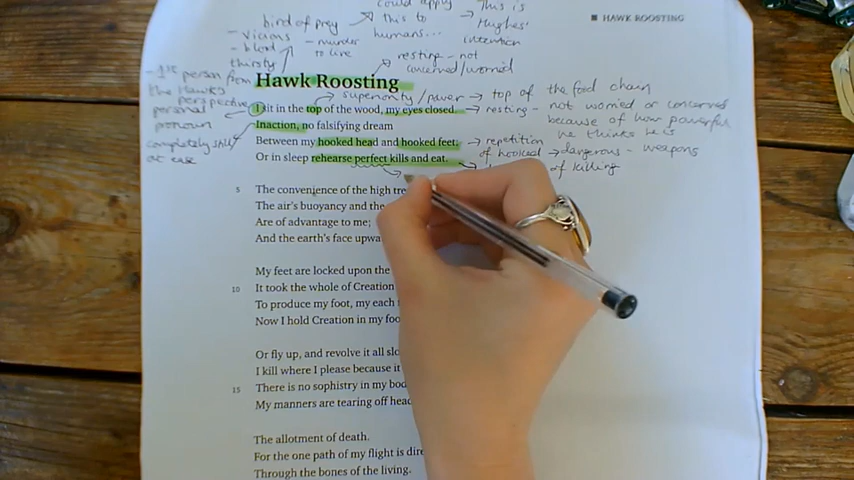 could apply → This is
bird of prey → this to Hughes'
- vicious - murder humans... intention
- blood to live
thirsty
■ HAWK ROOSTING
resting - not
concerned/worried
- 1st person from
the Hawk's
perspective
personal
pronoun
completely still/
at ease
Hawk Roosting
superiority/power → top of the food chain
I sit in the top of the wood, my eyes closed. → resting - not worried or concerned
because of how powerful
he thinks he is
Inaction, no falsifying dream
Between my hooked head and hooked feet: → repetition
of hooked → dangerous - weapons
of killing
Or in sleep rehearse perfect kills and eat.
5 The convenience of the high tre
The air's buoyancy and the
Are of advantage to me;
And the earth's face upwa
My feet are locked upon the
10 It took the whole of Creation
To produce my foot, my each
Now I hold Creation in my foo
Or fly up, and revolve it all slo
I kill where I please because it
15 There is no sophistry in my bod
My manners are tearing off head
The allotment of death.
For the one path of my flight is dire
Through the bones of the living.